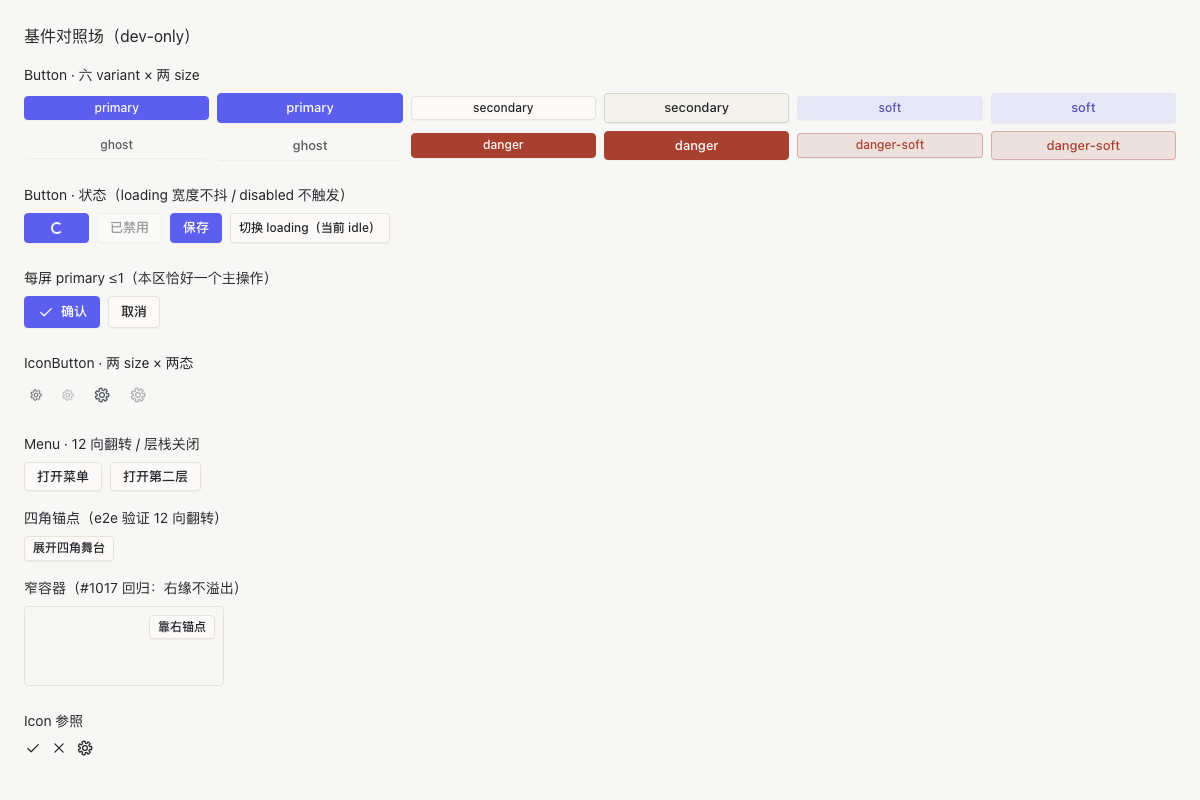 基件对照场（dev-only）
Button · 六 variant × 两 size
primary primary secondary secondary soft soft
ghost ghost danger danger danger-soft danger-soft
Button · 状态（loading 宽度不抖 / disabled 不触发）
已禁用 保存 切换 loading（当前 idle）
每屏 primary ≤1（本区恰好一个主操作）
确认 取消
IconButton · 两 size × 两态
Menu · 12 向翻转 / 层栈关闭
打开菜单 打开第二层
四角锚点（e2e 验证 12 向翻转）
展开四角舞台
窄容器（#1017 回归：右缘不溢出）
靠右锚点
Icon 参照